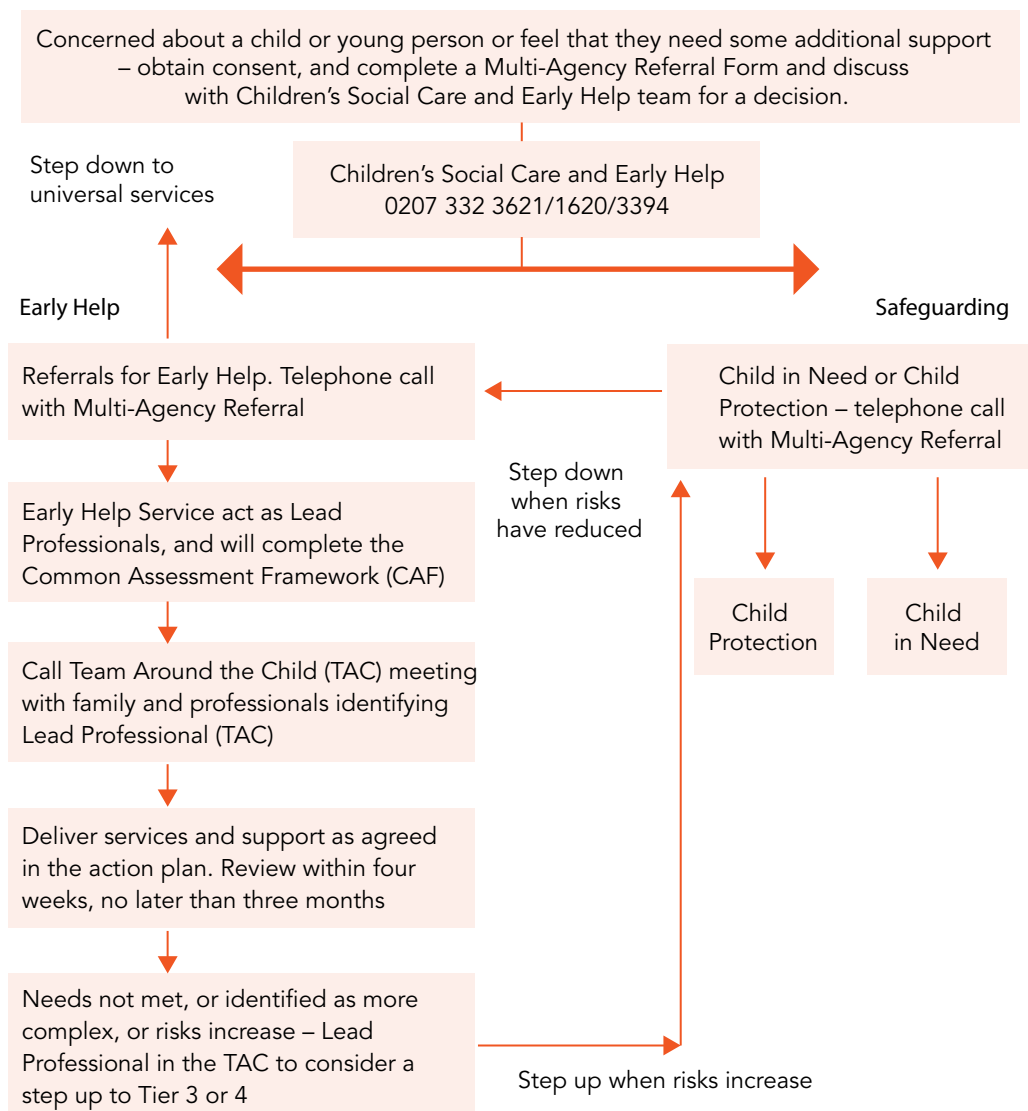 Concerned about a child or young person or feel that they need some additional support
– obtain consent, and complete a Multi-Agency Referral Form and discuss
with Children's Social Care and Early Help team for a decision.
Step down to
universal services
Children's Social Care and Early Help
0207 332 3621/1620/3394
Early Help
Safeguarding
Referrals for Early Help. Telephone call
with Multi-Agency Referral
Child in Need or Child
Protection – telephone call
with Multi-Agency Referral
Step down
when risks
have reduced
Early Help Service act as Lead
Professionals, and will complete the
Common Assessment Framework (CAF)
Child
Protection
Child
in Need
Call Team Around the Child (TAC) meeting
with family and professionals identifying
Lead Professional (TAC)
Deliver services and support as agreed
in the action plan. Review within four
weeks, no later than three months
Needs not met, or identified as more
complex, or risks increase – Lead
Professional in the TAC to consider a
step up to Tier 3 or 4
Step up when risks increase